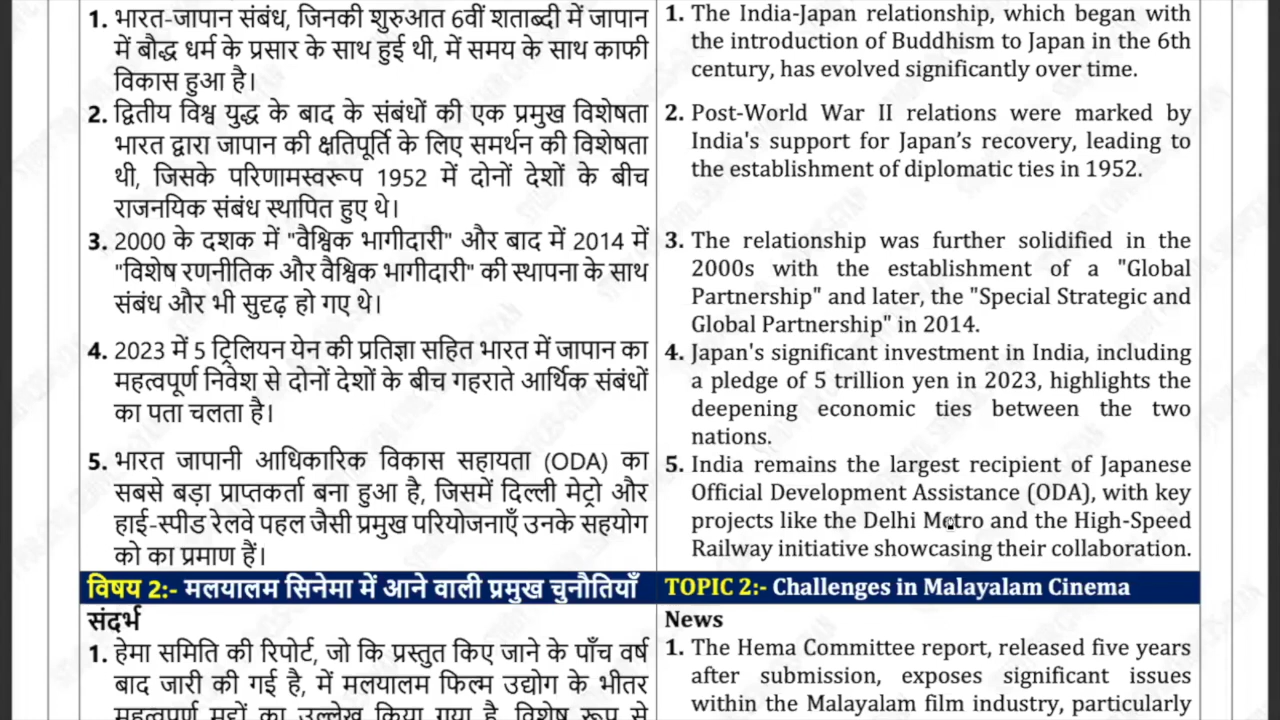 1. भारत-जापान संबंध, जिनकी शुरुआत 6वीं शताब्दी में जापान
में बौद्ध धर्म के प्रसार के साथ हुई थी, में समय के साथ काफी
विकास हुआ है।
2. द्वितीय विश्व युद्ध के बाद के संबंधों की एक प्रमुख विशेषता
भारत द्वारा जापान की क्षतिपूर्ति के लिए समर्थन की विशेषता
थी, जिसके परिणामस्वरूप 1952 में दोनों देशों के बीच
राजनयिक संबंध स्थापित हुए थे।
3. 2000 के दशक में "वैश्विक भागीदारी" और बाद में 2014 में
"विशेष रणनीतिक और वैश्विक भागीदारी" की स्थापना के साथ
संबंध और भी सुदृढ़ हो गए थे।
4. 2023 में 5 ट्रिलियन येन की प्रतिज्ञा सहित भारत में जापान का
महत्वपूर्ण निवेश से दोनों देशों के बीच गहराते आर्थिक संबंधों
का पता चलता है।
5. भारत जापानी आधिकारिक विकास सहायता (ODA) का
सबसे बड़ा प्राप्तकर्ता बना हुआ है, जिसमें दिल्ली मेट्रो और
हाई-स्पीड रेलवे पहल जैसी प्रमुख परियोजनाएँ उनके सहयोग
को का प्रमाण हैं।
1. The India-Japan relationship, which began with
the introduction of Buddhism to Japan in the 6th
century, has evolved significantly over time.
2. Post-World War II relations were marked by
India's support for Japan’s recovery, leading to
the establishment of diplomatic ties in 1952.
3. The relationship was further solidified in the
2000s with the establishment of a "Global
Partnership" and later, the "Special Strategic and
Global Partnership" in 2014.
4. Japan's significant investment in India, including
a pledge of 5 trillion yen in 2023, highlights the
deepening economic ties between the two
nations.
5. India remains the largest recipient of Japanese
Official Development Assistance (ODA), with key
projects like the Delhi Metro and the High-Speed
Railway initiative showcasing their collaboration.
विषय 2:- मलयालम सिनेमा में आने वाली प्रमुख चुनौतियाँ
TOPIC 2:- Challenges in Malayalam Cinema
संदर्भ
1. हेमा समिति की रिपोर्ट, जो कि प्रस्तुत किए जाने के पाँच वर्ष
बाद जारी की गई है, में मलयालम फिल्म उद्योग के भीतर
महत्वपूर्ण मुद्दों का उल्लेख किया गया है, विशेष रूप से
News
1. The Hema Committee report, released five years
after submission, exposes significant issues
within the Malayalam film industry, particularly